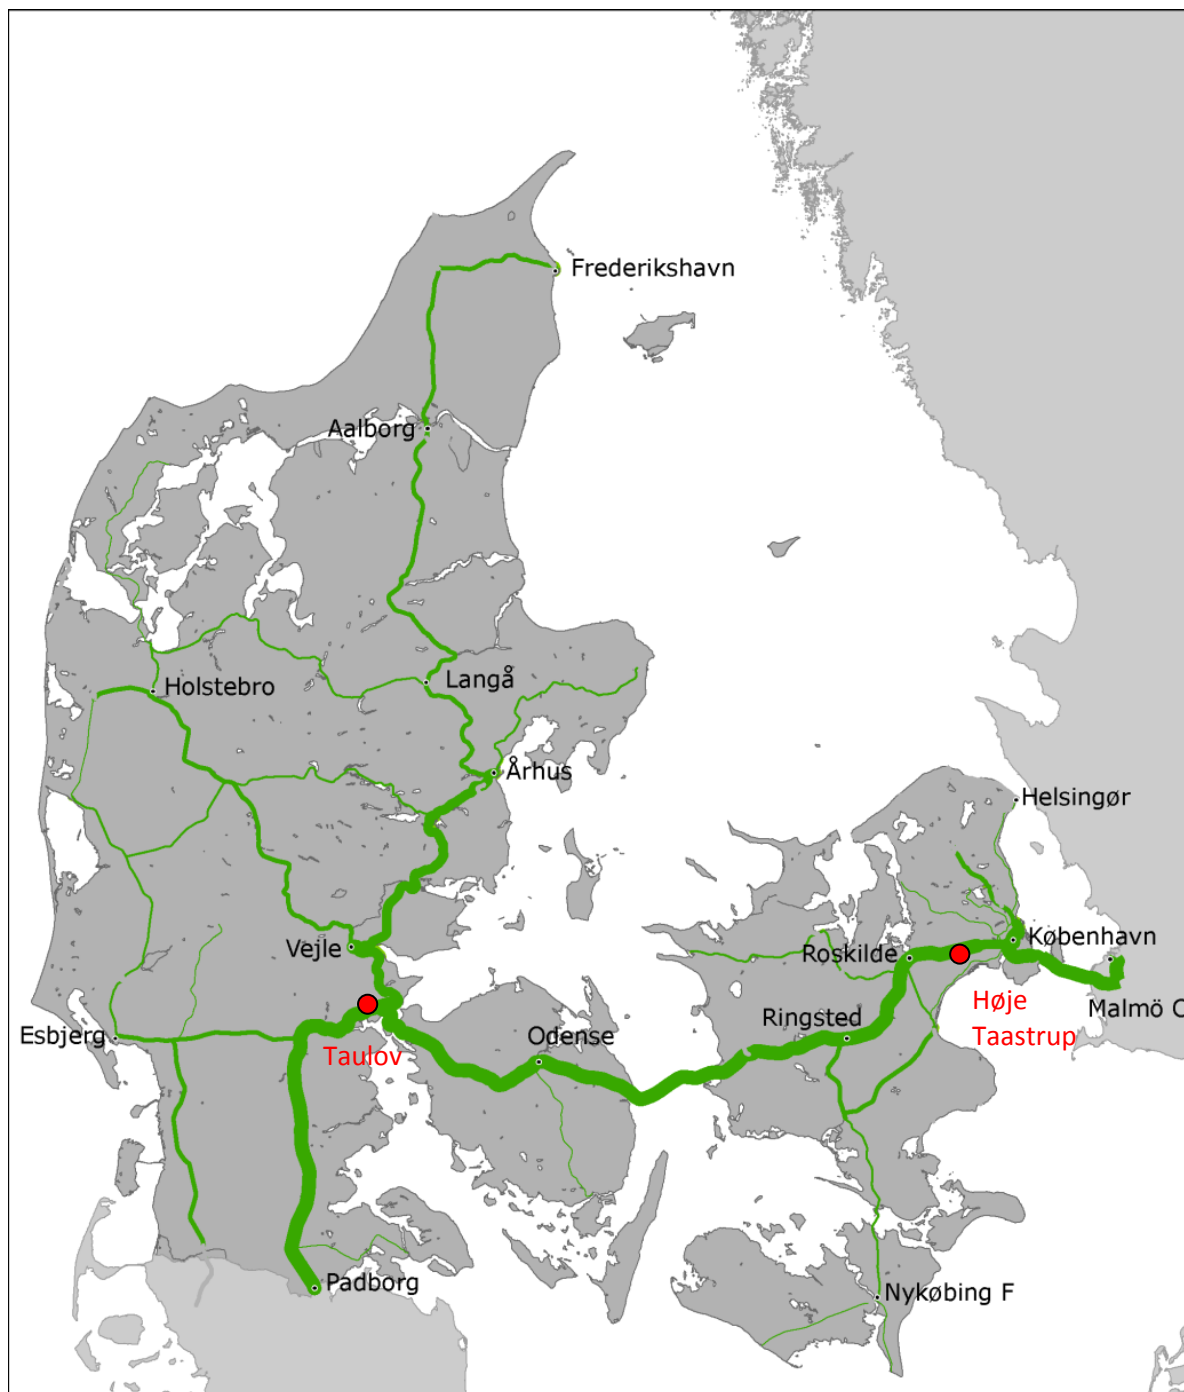 Frederikshavn
Aalborg
Langå
Holstebro
Århus
Helsingør
København
Vejle
Roskilde
Malmö C
Høje
Taastrup
Ringsted
Esbjerg
Odense
Taulov
Padborg
Nykøbing F